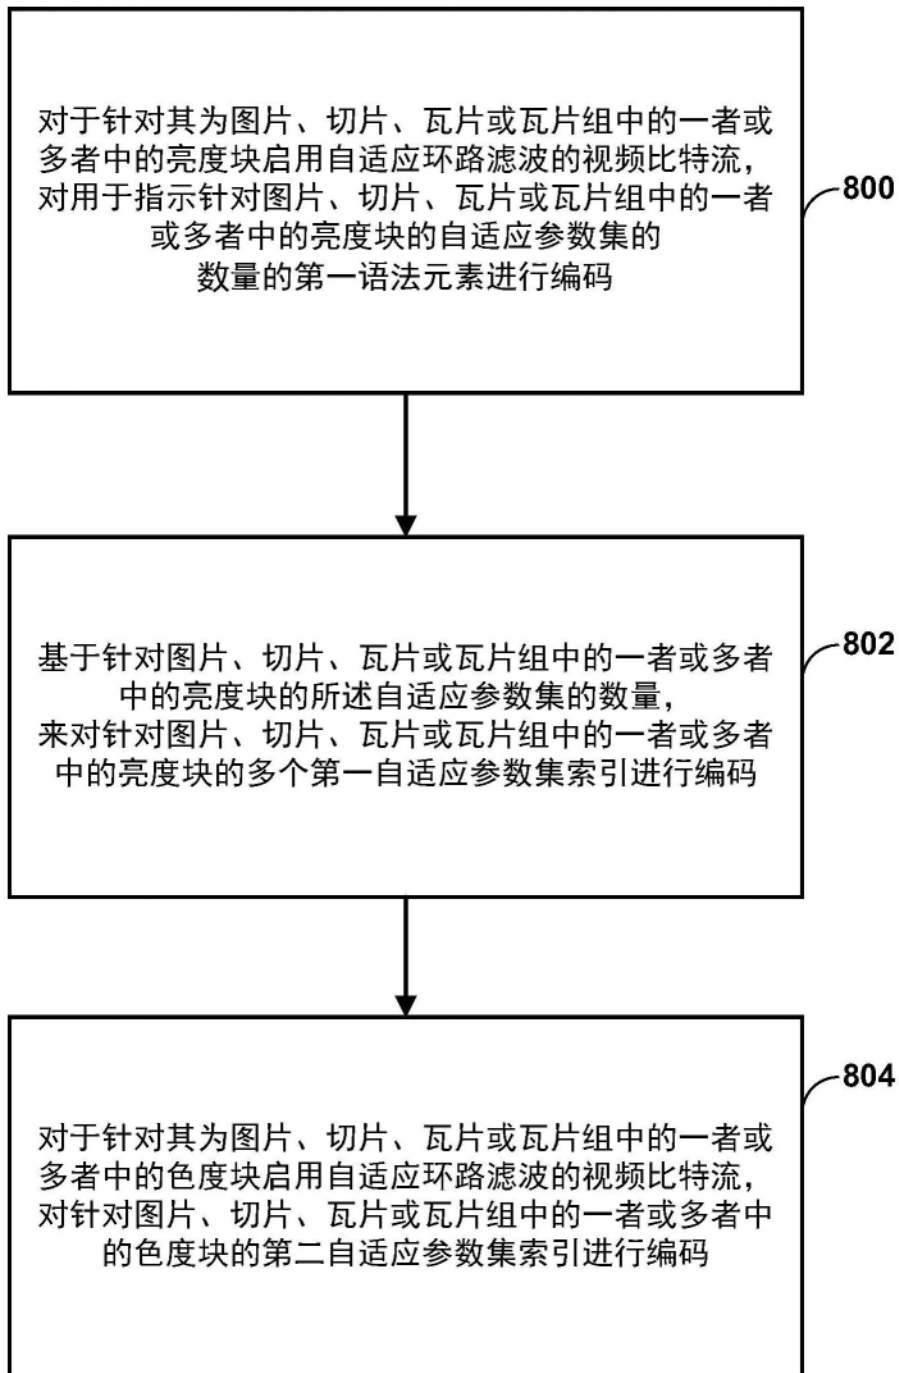 对于针对其为图片、切片、瓦片或瓦片组中的一者或
多者中的亮度块启用自适应环路滤波的视频比特流，
对用于指示针对图片、切片、瓦片或瓦片组中的一者
或多者中的亮度块的自适应参数集的
数量的第一语法元素进行编码
800
基于针对图片、切片、瓦片或瓦片组中的一者或多者
中的亮度块的所述自适应参数集的数量，
来对针对图片、切片、瓦片或瓦片组中的一者或多者
中的亮度块的多个第一自适应参数集索引进行编码
802
对于针对其为图片、切片、瓦片或瓦片组中的一者或
多者中的色度块启用自适应环路滤波的视频比特流，
对针对图片、切片、瓦片或瓦片组中的一者或多者中
的色度块的第二自适应参数集索引进行编码
804